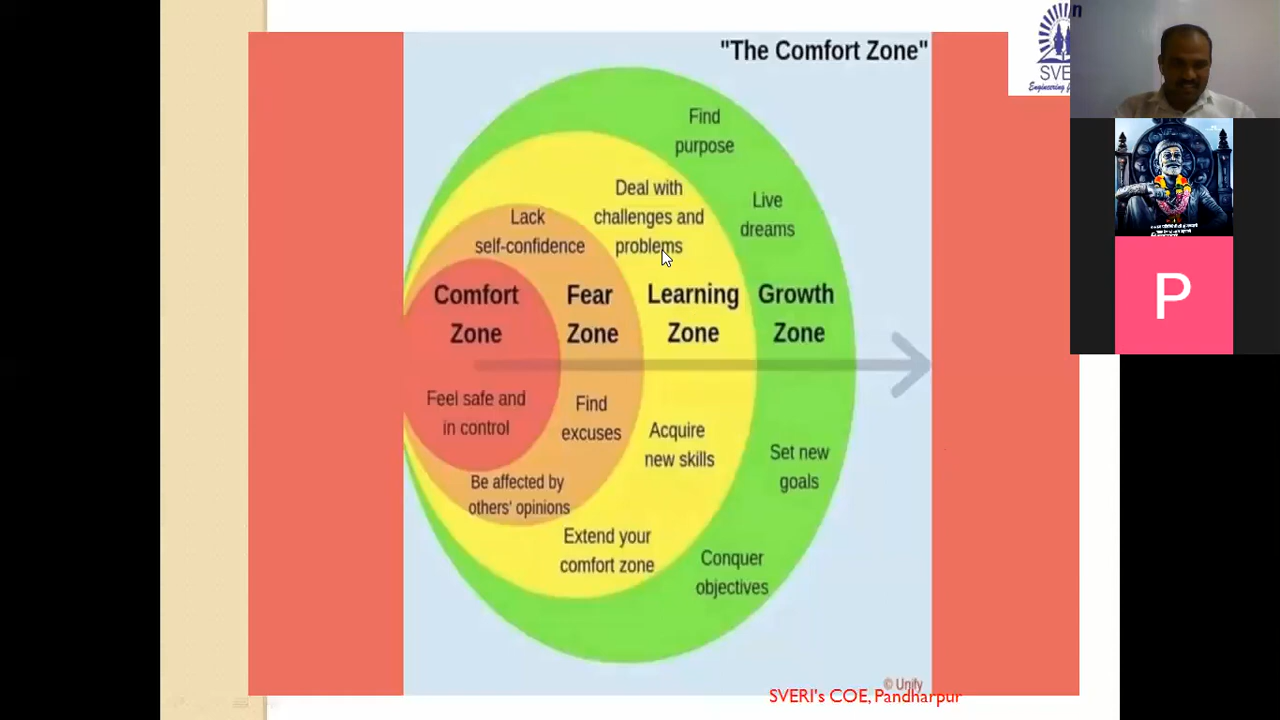 "The Comfort Zone"
Find
purpose
Deal with
challenges and
problems
Live
dreams
Lack
self-confidence
Comfort
Zone
Fear
Zone
Learning
Zone
Growth
Zone
Feel safe and
in control
Find
excuses
Acquire
new skills
Set new
goals
Be affected by
others' opinions
Extend your
comfort zone
Conquer
objectives
© Unify
SVERI's COE, Pandharpur
SVE
Engineering
n
P